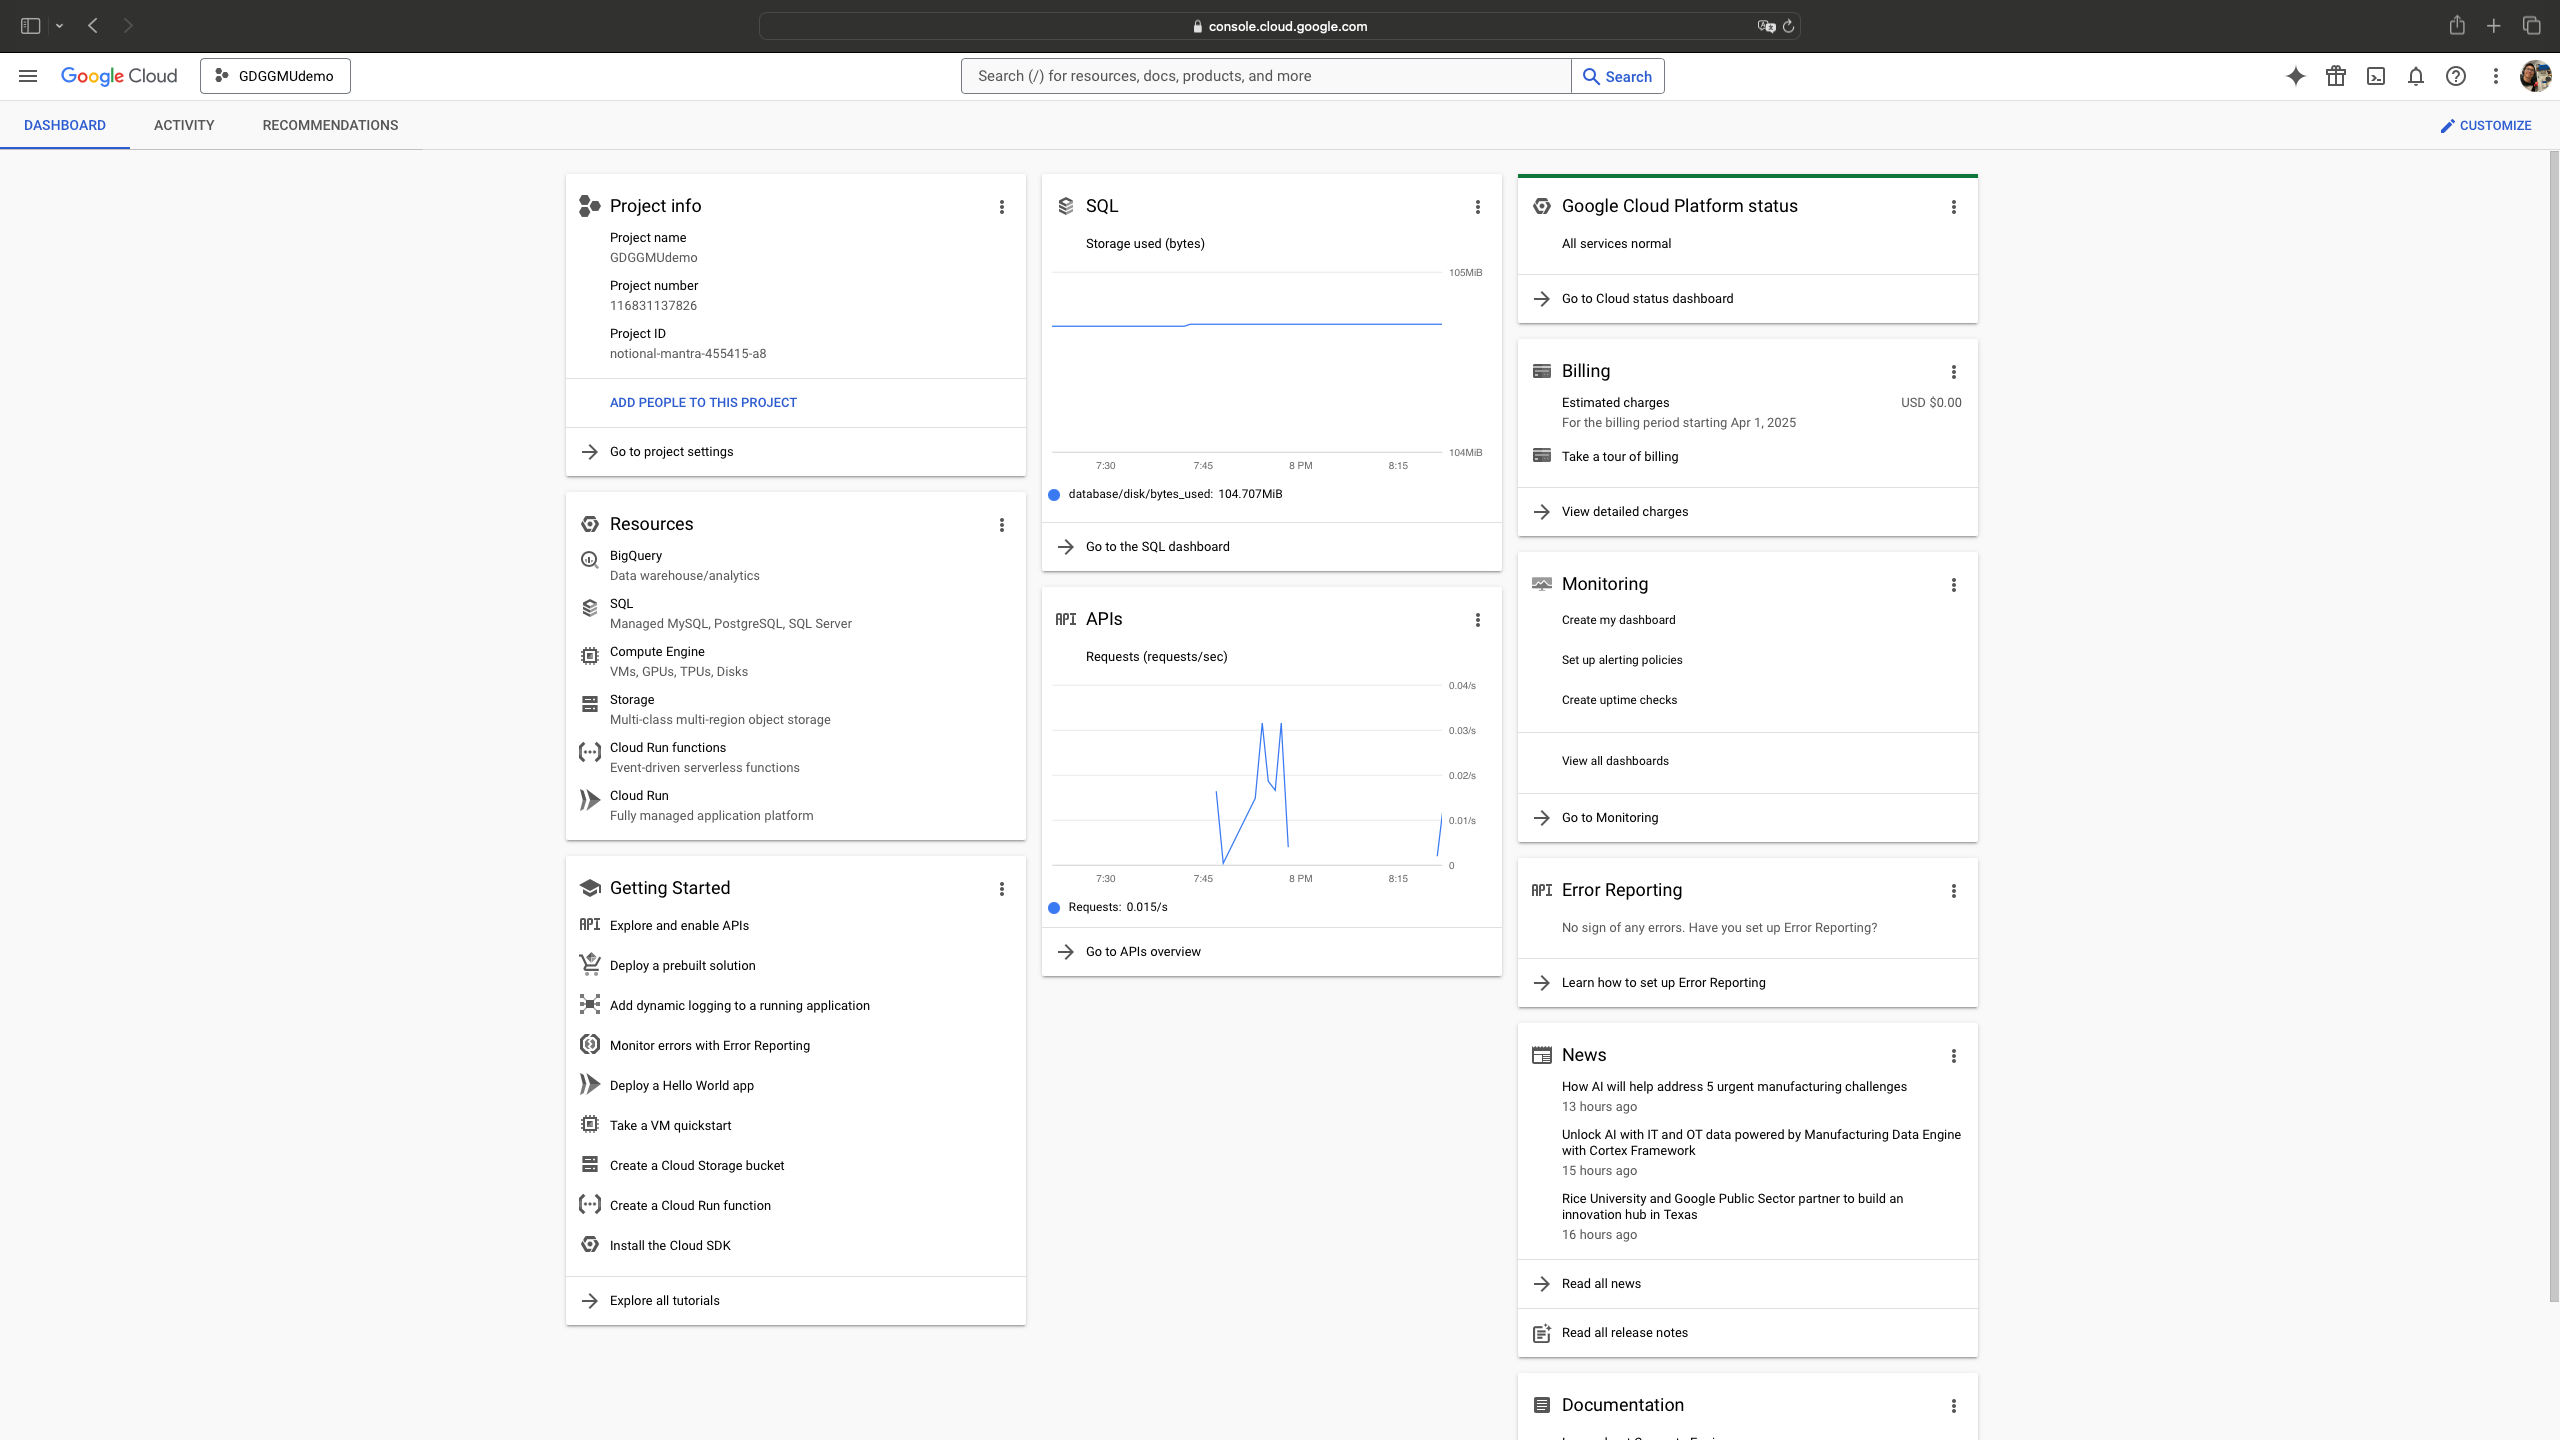 console.cloud.google.com
Google Cloud
GDGGMUdemo
Search (/) for resources, docs, products, and more
Search
DASHBOARD
ACTIVITY
RECOMMENDATIONS
CUSTOMIZE
Project info
Project name
GDGGMUdemo
Project number
116831137826
Project ID
notional-mantra-455415-a8
ADD PEOPLE TO THIS PROJECT
Go to project settings
Resources
BigQuery
Data warehouse/analytics
SQL
Managed MySQL, PostgreSQL, SQL Server
Compute Engine
VMs, GPUs, TPUs, Disks
Storage
Multi-class multi-region object storage
Cloud Run functions
Event-driven serverless functions
Cloud Run
Fully managed application platform
Getting Started
API Explore and enable APIs
Deploy a prebuilt solution
Add dynamic logging to a running application
Monitor errors with Error Reporting
Deploy a Hello World app
Take a VM quickstart
Create a Cloud Storage bucket
Create a Cloud Run function
Install the Cloud SDK
Explore all tutorials
SQL
Storage used (bytes)
105MiB
104MiB
7:30 7:45 8 PM 8:15
database/disk/bytes_used: 104.707MiB
Go to the SQL dashboard
API APIs
Requests (requests/sec)
0.04/s
0.03/s
0.02/s
0.01/s
0
7:30 7:45 8 PM 8:15
Requests: 0.015/s
Go to APIs overview
Google Cloud Platform status
All services normal
Go to Cloud status dashboard
Billing
Estimated charges USD $0.00
For the billing period starting Apr 1, 2025
Take a tour of billing
View detailed charges
Monitoring
Create my dashboard
Set up alerting policies
Create uptime checks
View all dashboards
Go to Monitoring
API Error Reporting
No sign of any errors. Have you set up Error Reporting?
Learn how to set up Error Reporting
News
How AI will help address 5 urgent manufacturing challenges
13 hours ago
Unlock AI with IT and OT data powered by Manufacturing Data Engine
with Cortex Framework
15 hours ago
Rice University and Google Public Sector partner to build an
innovation hub in Texas
16 hours ago
Read all news
Read all release notes
Documentation